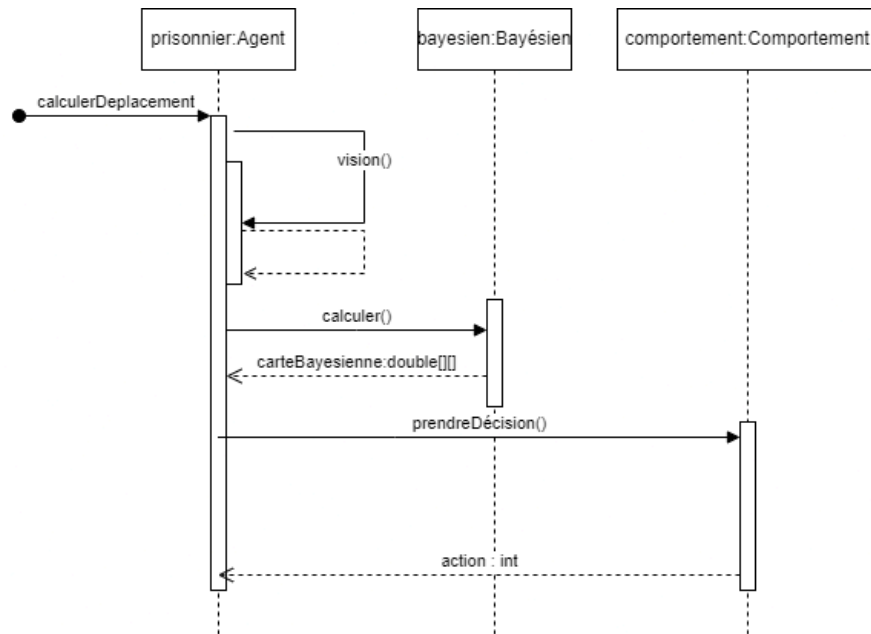 prisonnier:Agent
bayesien:Bayésien
comportement:Comportement
calculerDeplacement
vision()
calculer()
carteBayesienne:double[][]
prendreDécision()
action : int